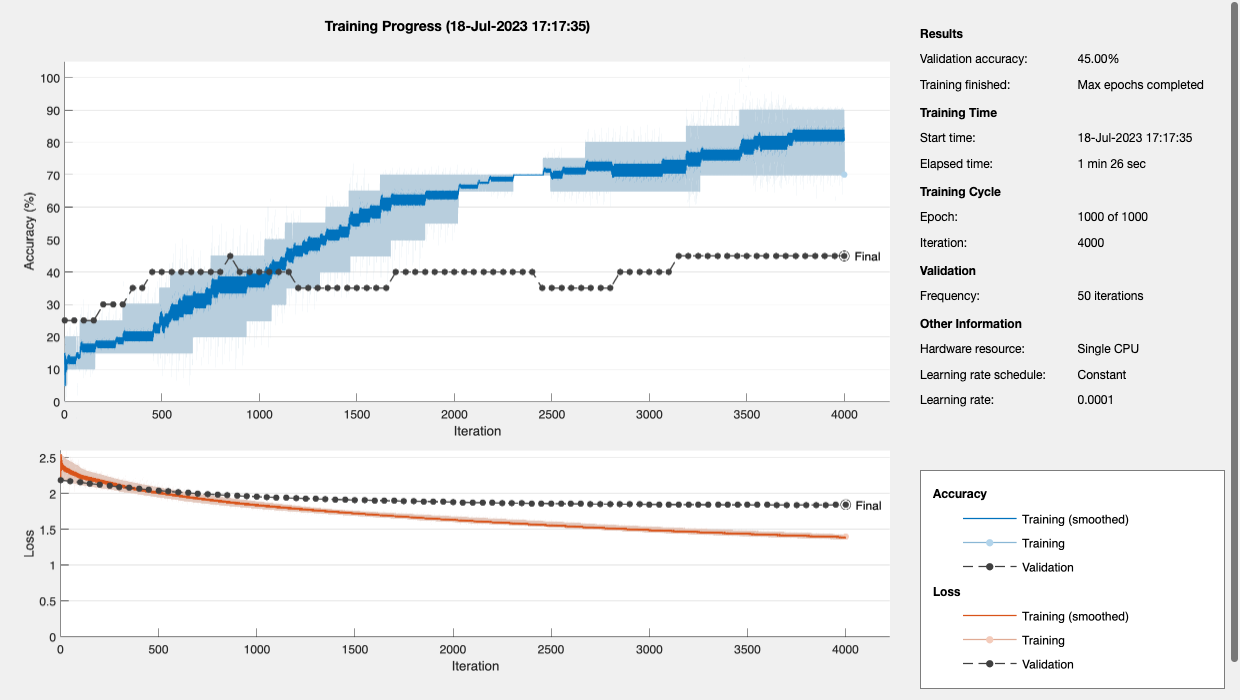 Training Progress (18-Jul-2023 17:17:35)
Accuracy (%)
100
90
80
70
60
50
40
30
20
10
0
Final
0 500 1000 1500 2000 2500 3000 3500 4000
Iteration
Loss
2.5
2
1.5
1
0.5
0
Final
0 500 1000 1500 2000 2500 3000 3500 4000
Iteration
Results
Validation accuracy: 45.00%
Training finished: Max epochs completed
Training Time
Start time: 18-Jul-2023 17:17:35
Elapsed time: 1 min 26 sec
Training Cycle
Epoch: 1000 of 1000
Iteration: 4000
Validation
Frequency: 50 iterations
Other Information
Hardware resource: Single CPU
Learning rate schedule: Constant
Learning rate: 0.0001
Accuracy
Training (smoothed)
Training
Validation
Loss
Training (smoothed)
Training
Validation